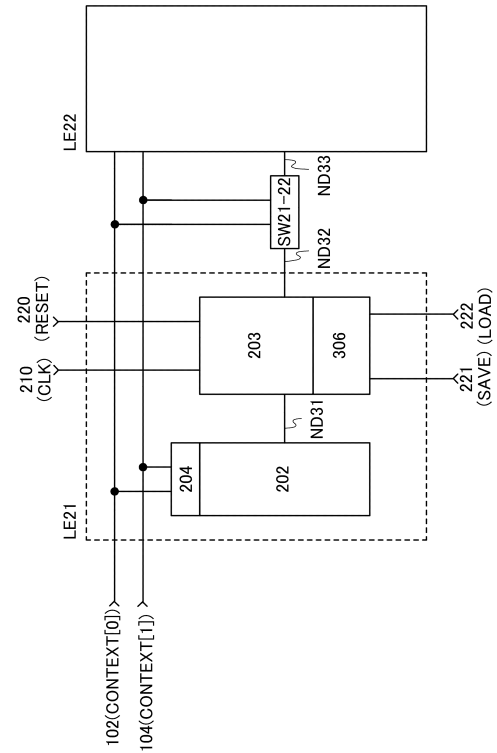 102(CONTEXT[0])
104(CONTEXT[1])
LE21
LE22
210
(CLK)
220
(RESET)
204
202
ND31
203
306
ND32
SW21-22
ND33
221
(SAVE)
222
(LOAD)